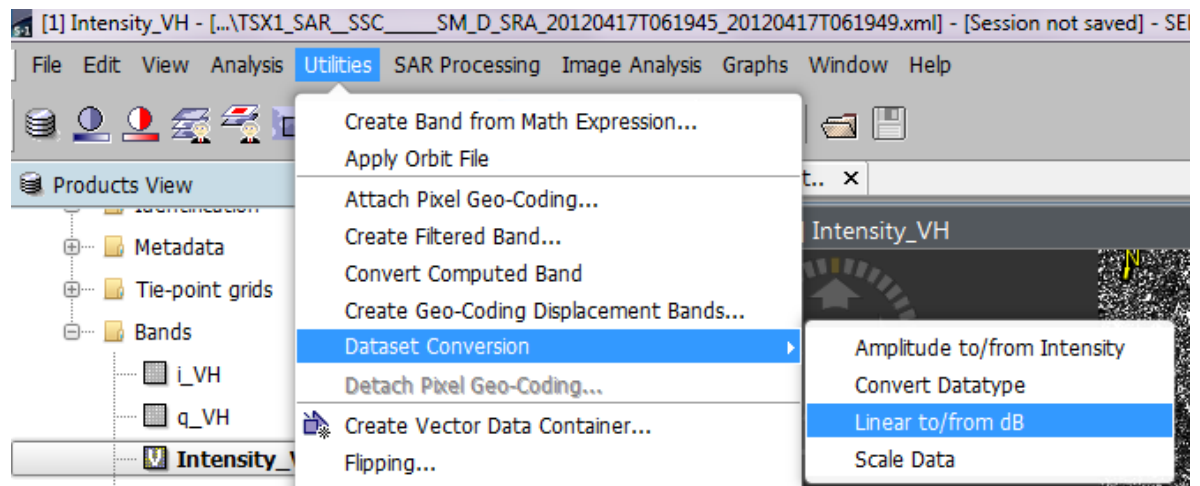 [1] Intensity_VH - [...\TSX1_SAR__SSC_____SM_D_SRA_20120417T061945_20120417T061949.xml] - [Session not saved] - SE
File Edit View Analysis Utilities SAR Processing Image Analysis Graphs Window Help
Products View
Metadata
Tie-point grids
Bands
i_VH
q_VH
Intensity_
Create Band from Math Expression...
Apply Orbit File
Attach Pixel Geo-Coding...
Create Filtered Band...
Convert Computed Band
Create Geo-Coding Displacement Bands...
Dataset Conversion
Detach Pixel Geo-Coding...
Create Vector Data Container...
Flipping...
Amplitude to/from Intensity
Convert Datatype
Linear to/from dB
Scale Data
t.. X
Intensity_VH
N